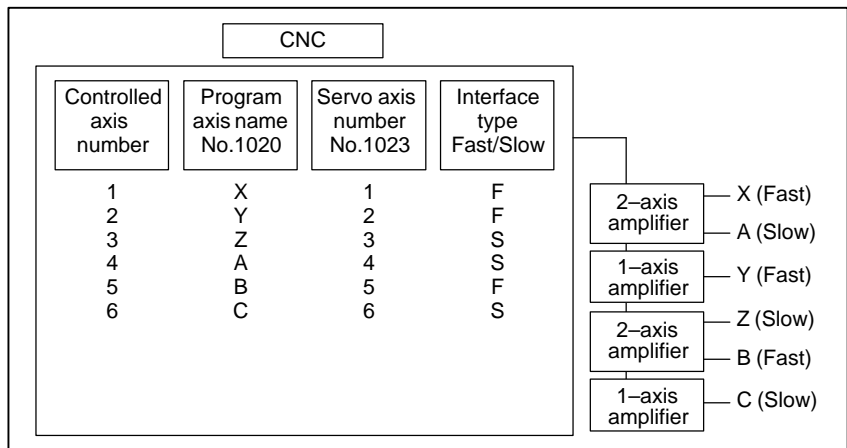 CNC
Controlled axis number
Program axis name No.1020
Servo axis number No.1023
Interface type Fast/Slow
1 X 1 F
2 Y 2 F
3 Z 3 S
4 A 4 S
5 B 5 F
6 C 6 S
2–axis amplifier
X (Fast)
A (Slow)
1–axis amplifier
Y (Fast)
2–axis amplifier
Z (Slow)
B (Fast)
1–axis amplifier
C (Slow)